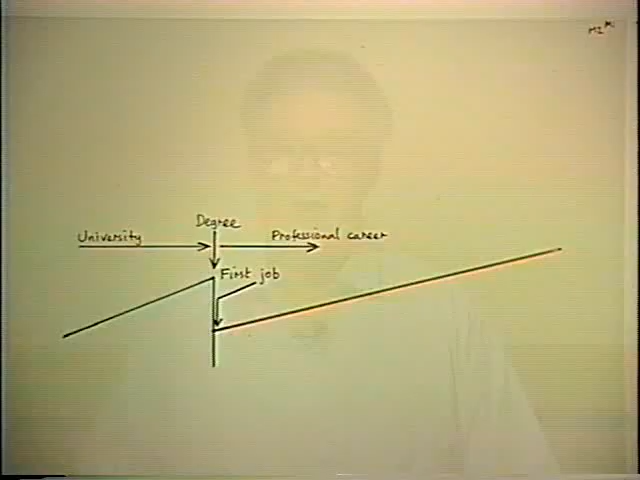 Degree
University
Professional career
First job